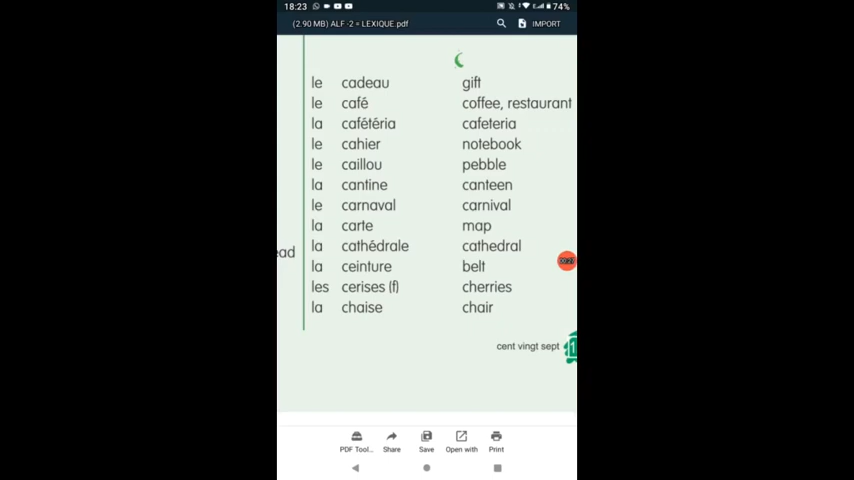 18:23 74%
(2.90 MB) ALF -2 = LEXIQUE.pdf IMPORT
le cadeau gift
le café coffee, restaurant
la cafétéria cafeteria
le cahier notebook
le caillou pebble
la cantine canteen
le carnaval carnival
la carte map
la cathédrale cathedral
ead
la ceinture belt
les cerises (f) cherries
la chaise chair
cent vingt sept 1
PDF Tool... Share Save Open with Print